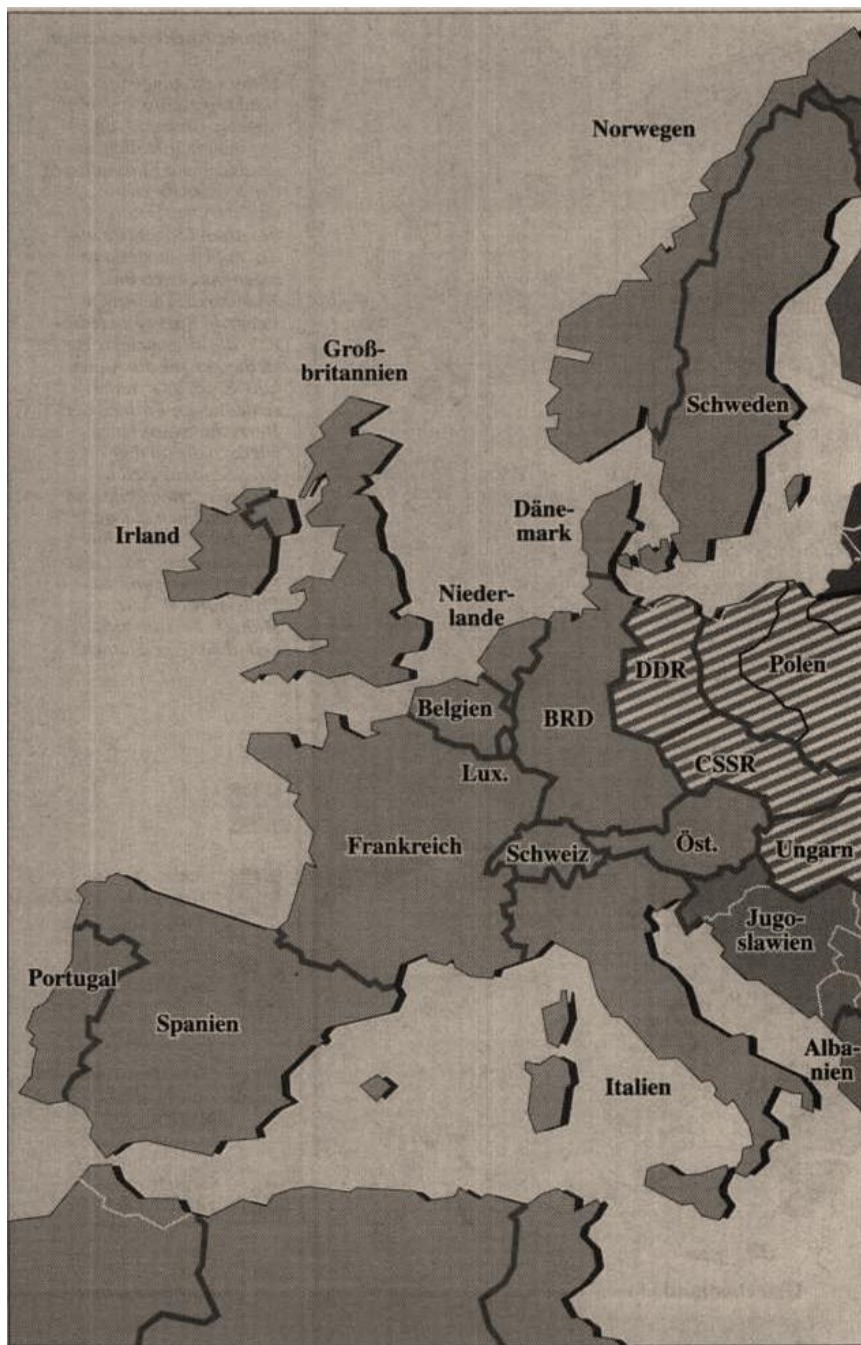 Norwegen
Groß-
britannien
Schweden
Irland
Däne-
mark
Nieder-
lande
DDR
Polen
Belgien
BRD
Lux.
CSSR
Frankreich
Schweiz
Öst.
Ungarn
Jugo-
slawien
Portugal
Spanien
Alba-
nien
Italien